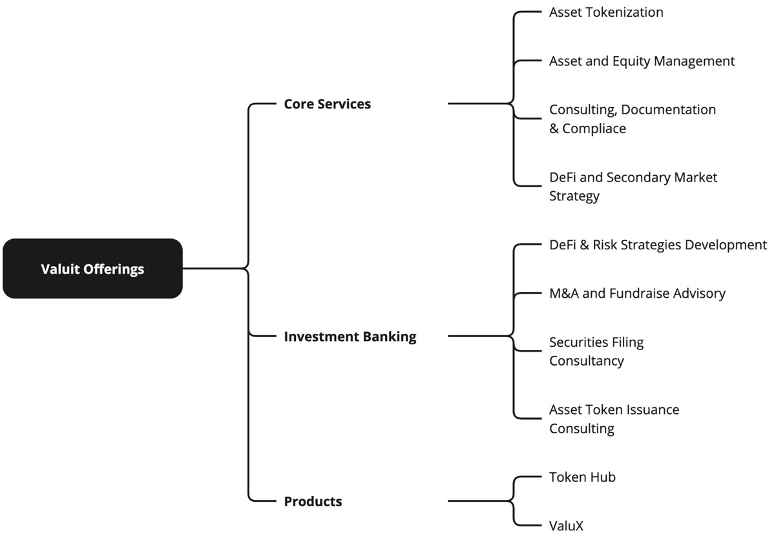 Valuit Offerings
Core Services
Asset Tokenization
Asset and Equity Management
Consulting, Documentation
& Compliace
DeFi and Secondary Market
Strategy
Investment Banking
DeFi & Risk Strategies Development
M&A and Fundraise Advisory
Securities Filing
Consultancy
Asset Token Issuance
Consulting
Products
Token Hub
ValuX